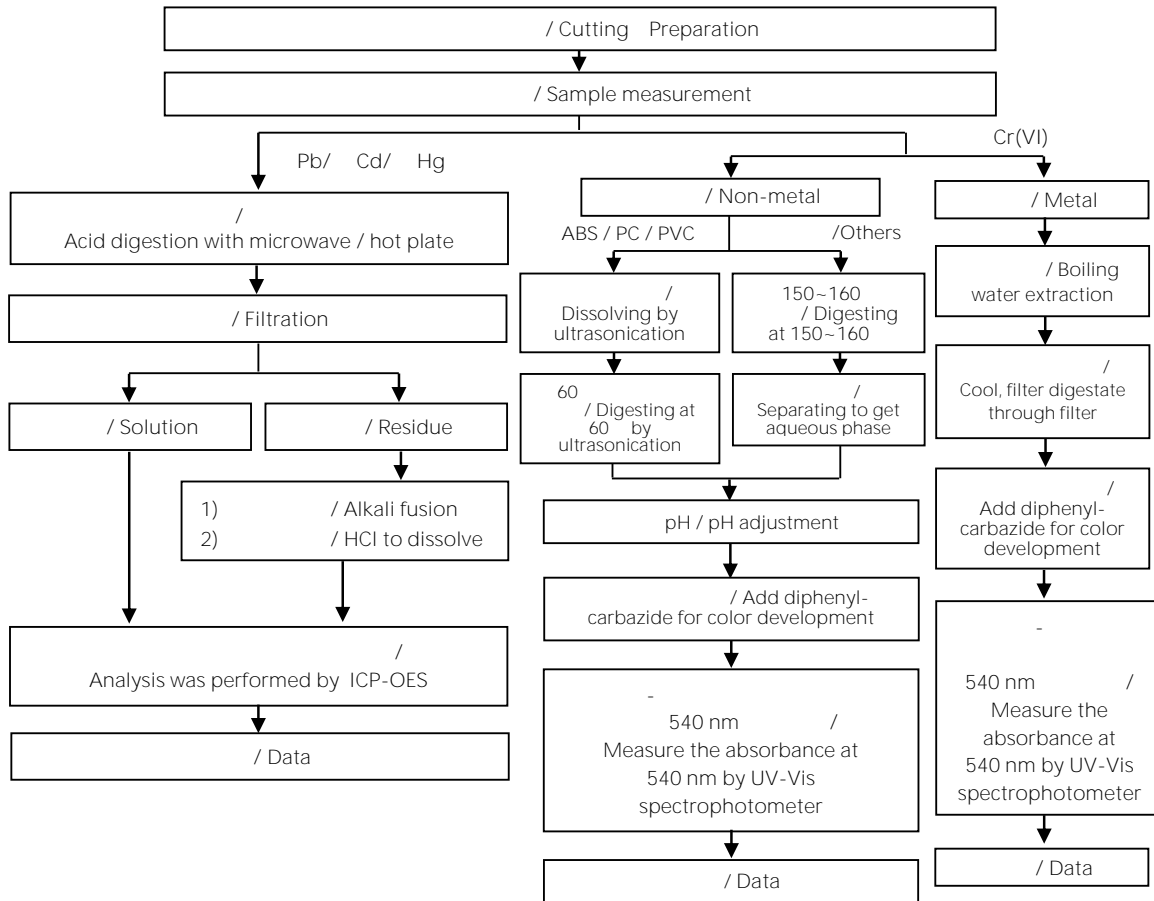 / Cutting Preparation
/ Sample measurement
Pb/ Cd/ Hg
Cr(VI)
/
Acid digestion with microwave / hot plate
/ Filtration
/ Solution
/ Residue
1) / Alkali fusion
2) / HCl to dissolve
/
Analysis was performed by ICP-OES
/ Data
/ Non-metal
ABS / PC / PVC
/Others
/
Dissolving by
ultrasonication
150~160
/ Digesting
at 150~160
60
/ Digesting at
60 by
ultrasonication
/
Separating to get
aqueous phase
pH / pH adjustment
/ Add diphenyl-
carbazide for color development
-
540 nm /
Measure the absorbance at
540 nm by UV-Vis
spectrophotometer
/ Data
/ Metal
/ Boiling
water extraction
/
Cool, filter digestate
through filter
/
Add diphenyl-
carbazide for color
development
-
540 nm /
Measure the
absorbance at
540 nm by UV-Vis
spectrophotometer
/ Data